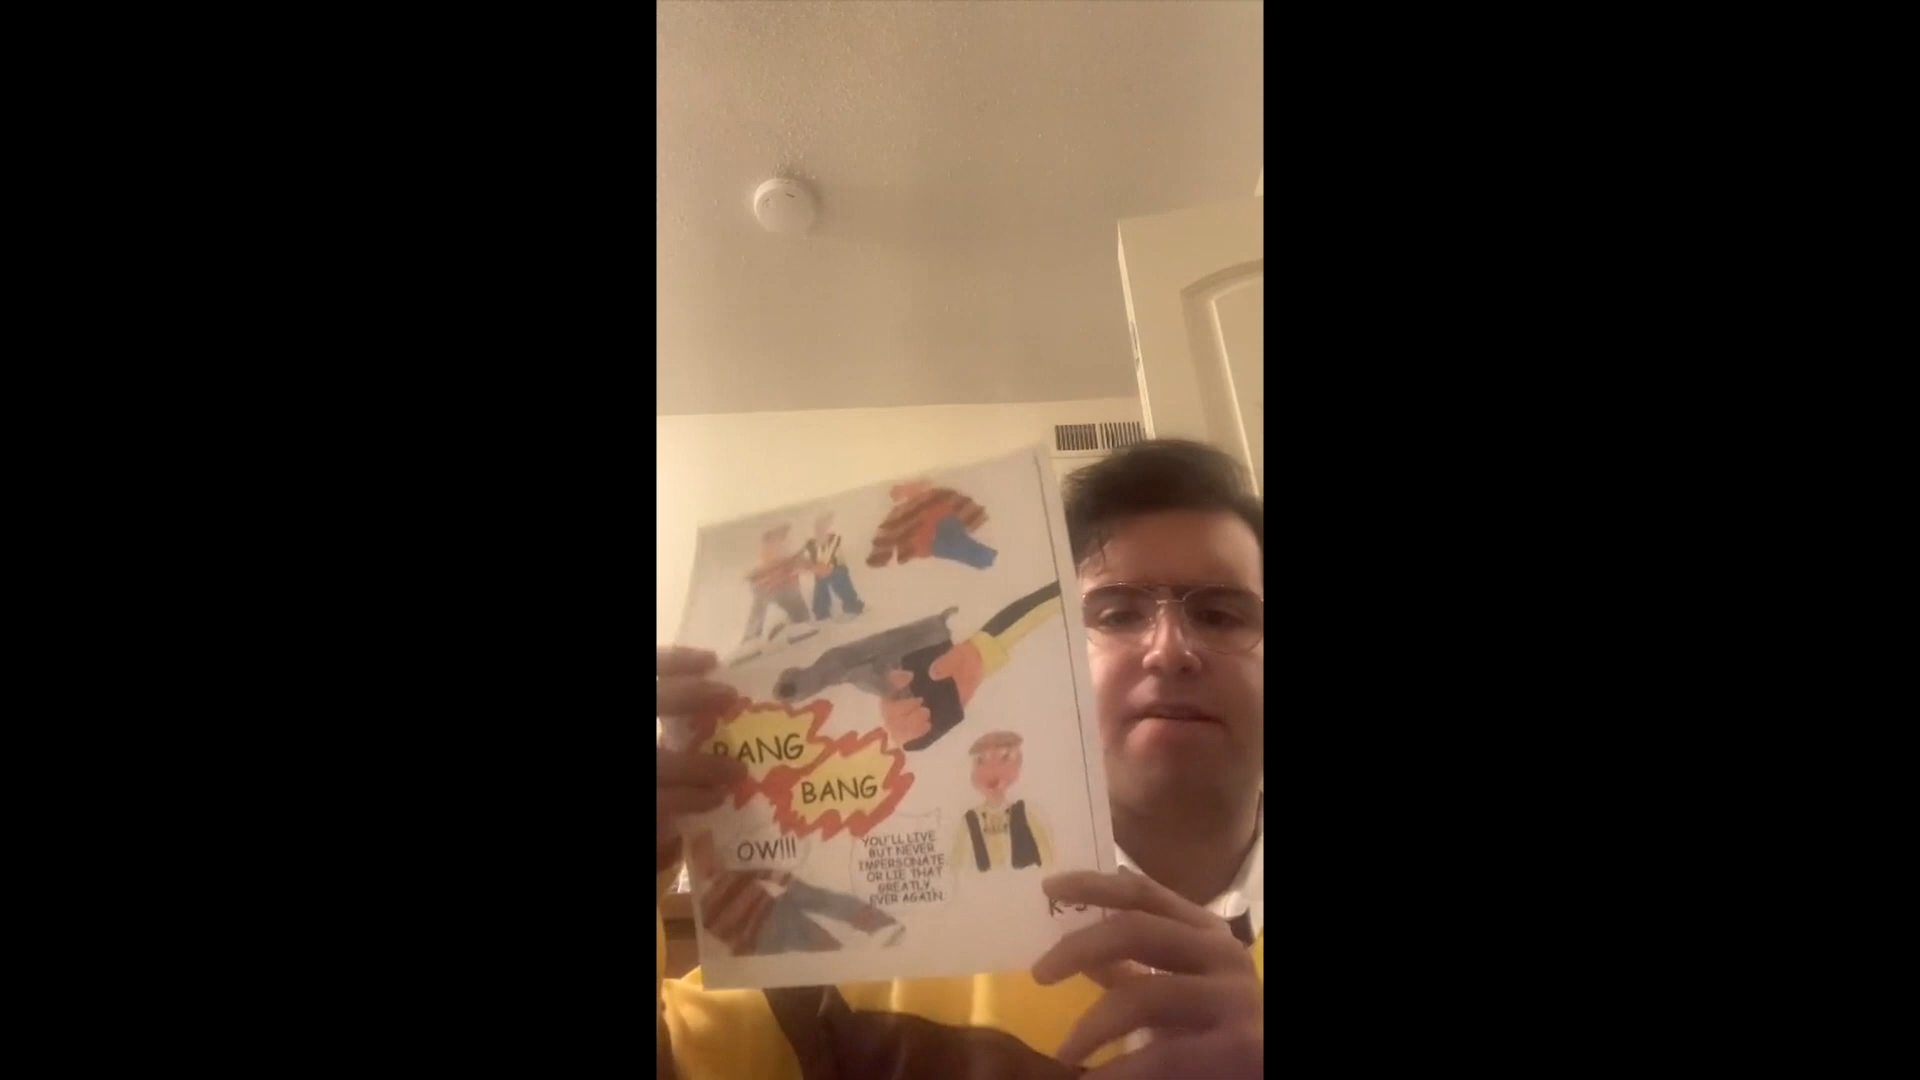 BANG
BANG
OW!!!
YOU'LL LIVE
BUT NEVER
IMPERSONATE
OR LIE THAT
GREATLY,
EVER AGAIN.